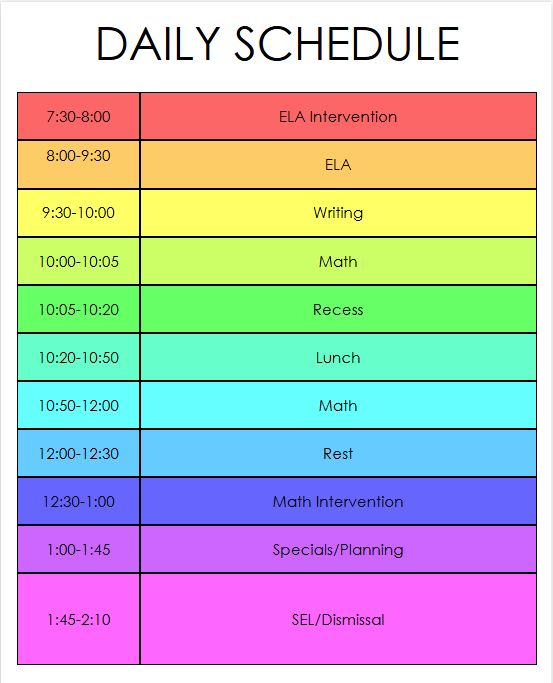 DAILY SCHEDULE
7:30-8:00 ELA Intervention
8:00-9:30 ELA
9:30-10:00 Writing
10:00-10:05 Math
10:05-10:20 Recess
10:20-10:50 Lunch
10:50-12:00 Math
12:00-12:30 Rest
12:30-1:00 Math Intervention
1:00-1:45 Specials/Planning
1:45-2:10 SEL/Dismissal